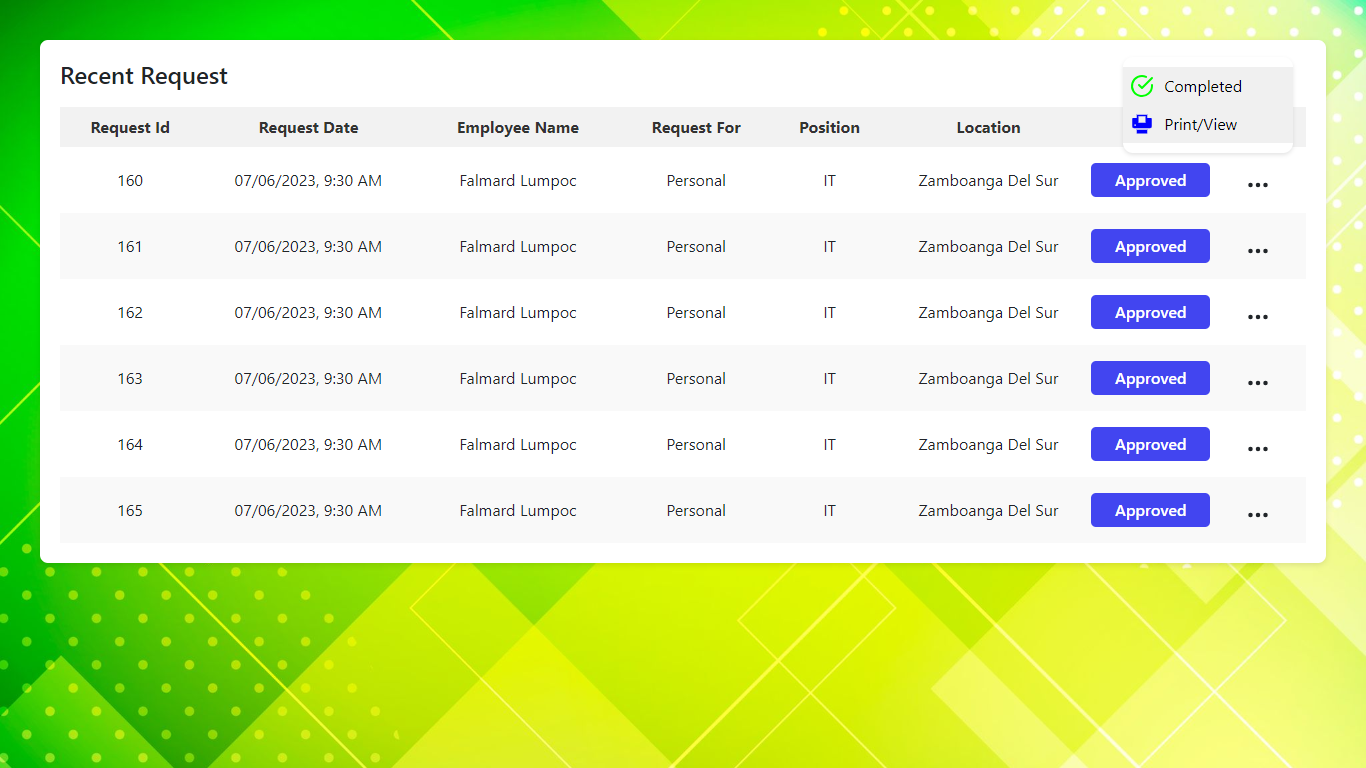 Recent Request
Completed
Print/View
Request Id Request Date Employee Name Request For Position Location
160 07/06/2023, 9:30 AM Falmard Lumpoc Personal IT Zamboanga Del Sur Approved ...
161 07/06/2023, 9:30 AM Falmard Lumpoc Personal IT Zamboanga Del Sur Approved ...
162 07/06/2023, 9:30 AM Falmard Lumpoc Personal IT Zamboanga Del Sur Approved ...
163 07/06/2023, 9:30 AM Falmard Lumpoc Personal IT Zamboanga Del Sur Approved ...
164 07/06/2023, 9:30 AM Falmard Lumpoc Personal IT Zamboanga Del Sur Approved ...
165 07/06/2023, 9:30 AM Falmard Lumpoc Personal IT Zamboanga Del Sur Approved ...